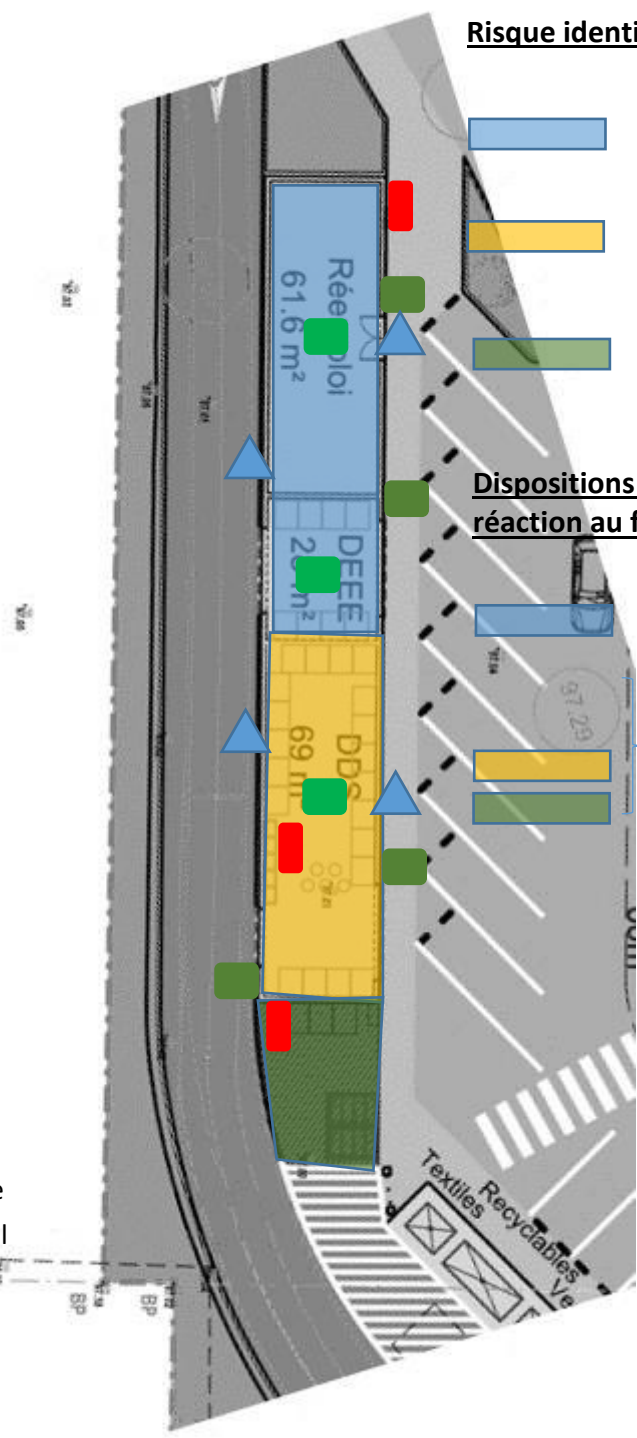 Risque identi
Réemploi
61.6 m²
Dispositions
réaction au f
DEEE
m²
97.29
DDS
69 m
e
l
Textiles
Recyclables
Ve
BP
BP